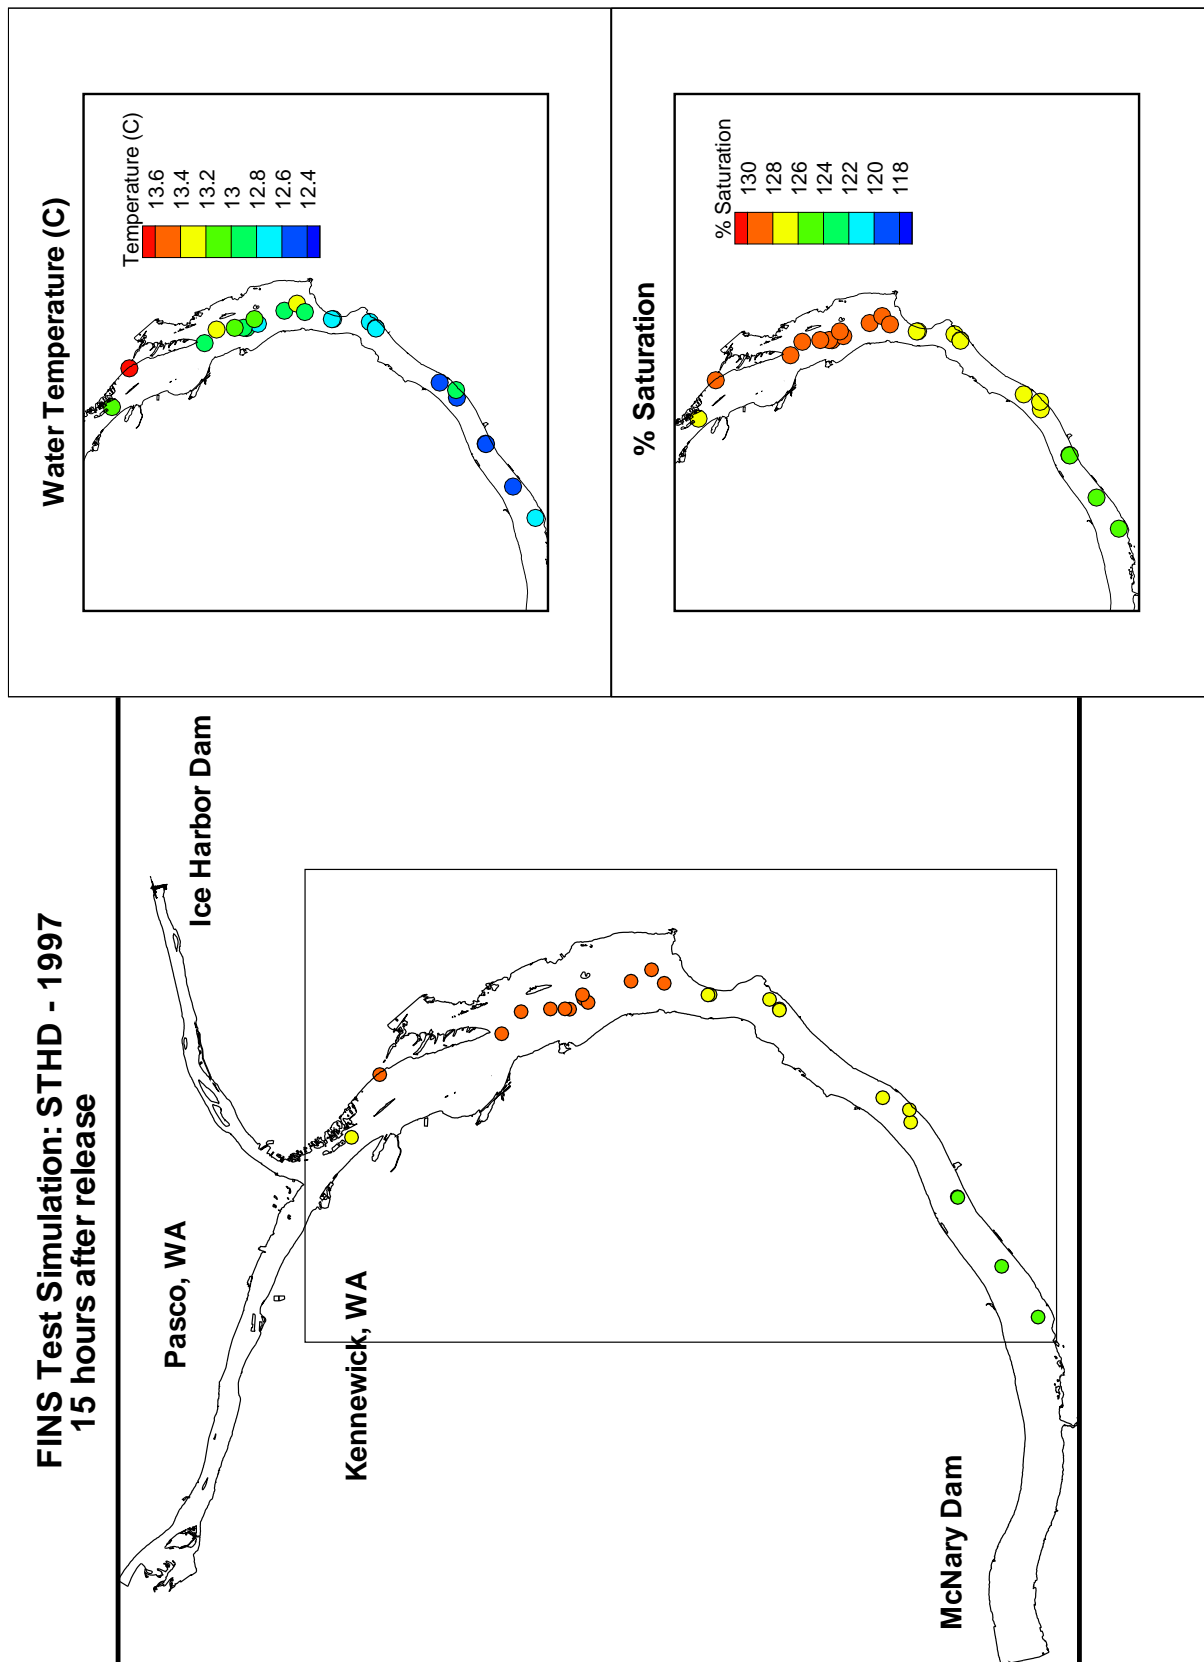 FINS Test Simulation: STHD - 1997
15 hours after release
Pasco, WA
Ice Harbor Dam
Kennewick, WA
McNary Dam
Water Temperature (C)
Temperature (C)
13.6
13.4
13.2
13
12.8
12.6
12.4
% Saturation
% Saturation
130
128
126
124
122
120
118